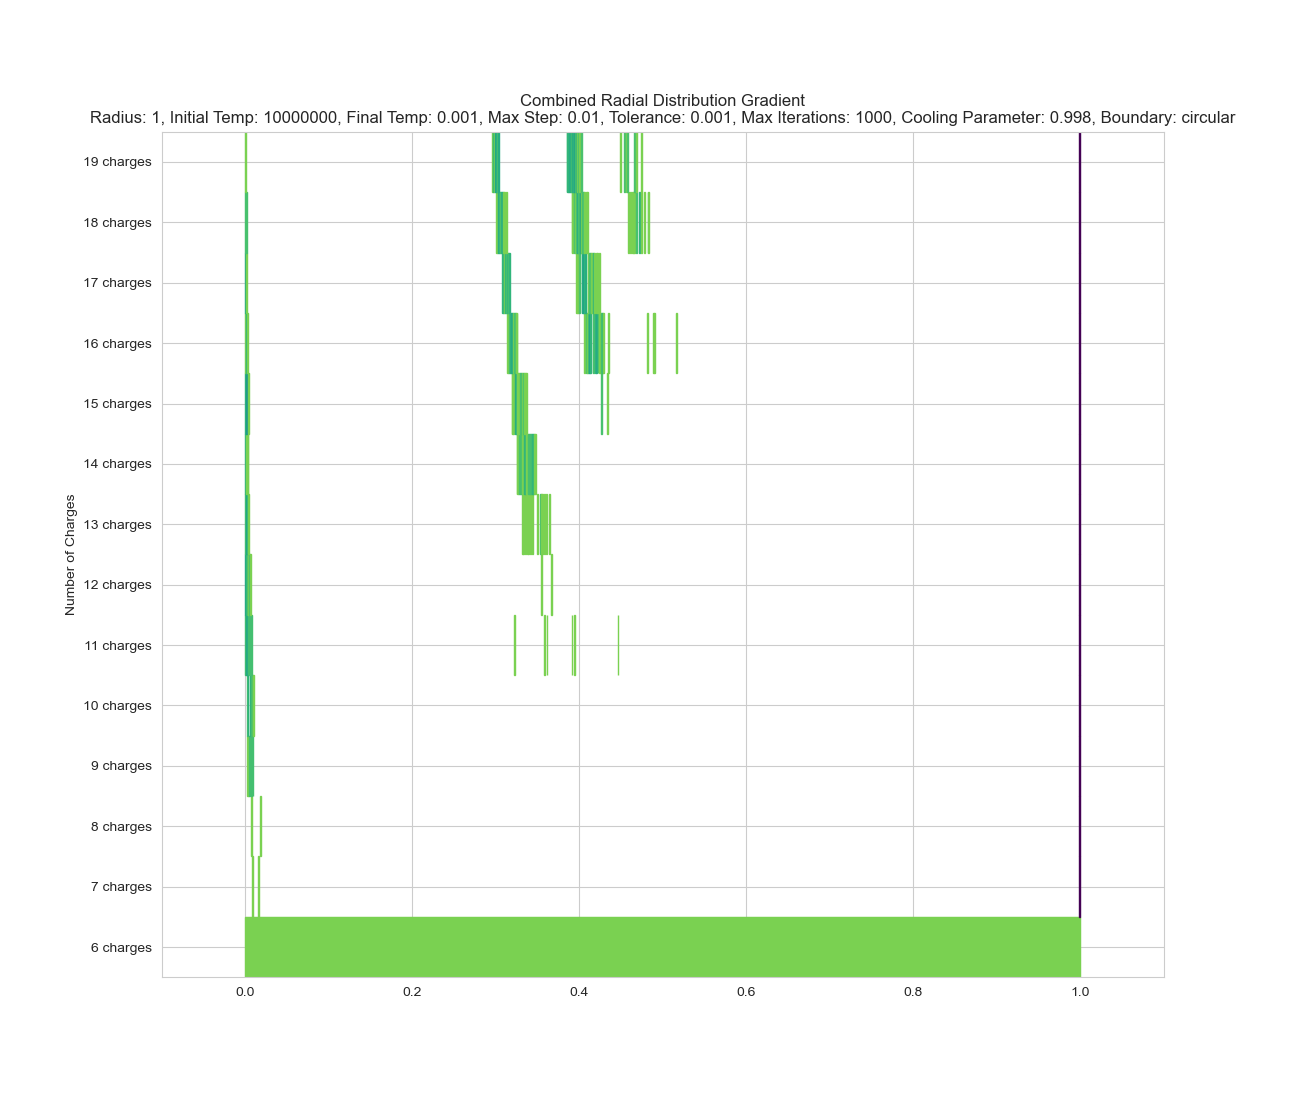 Combined Radial Distribution Gradient
Radius: 1, Initial Temp: 10000000, Final Temp: 0.001, Max Step: 0.01, Tolerance: 0.001, Max Iterations: 1000, Cooling Parameter: 0.998, Boundary: circular
19 charges
18 charges
17 charges
16 charges
15 charges
14 charges
13 charges
12 charges
11 charges
10 charges
9 charges
8 charges
7 charges
6 charges
Number of Charges
0.0 0.2 0.4 0.6 0.8 1.0